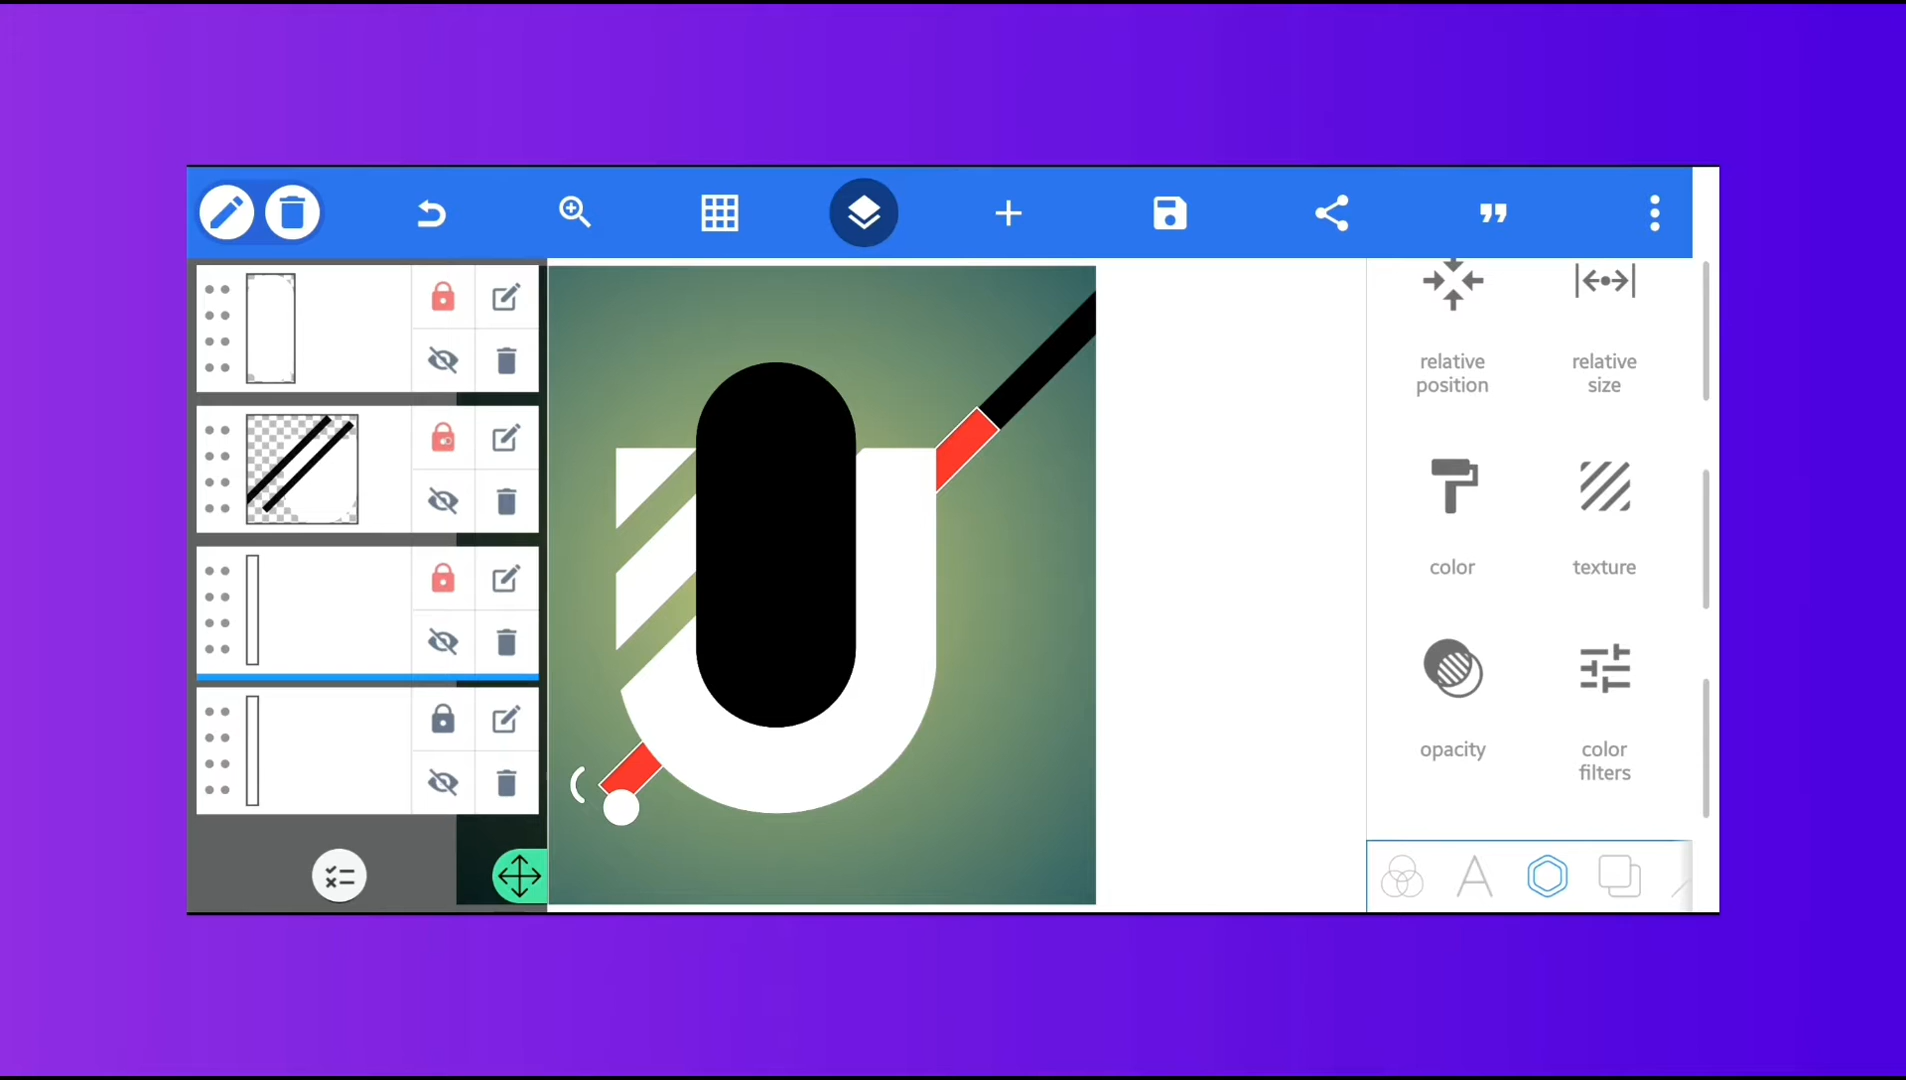 relative
position
relative
size
color
texture
opacity
color
filters